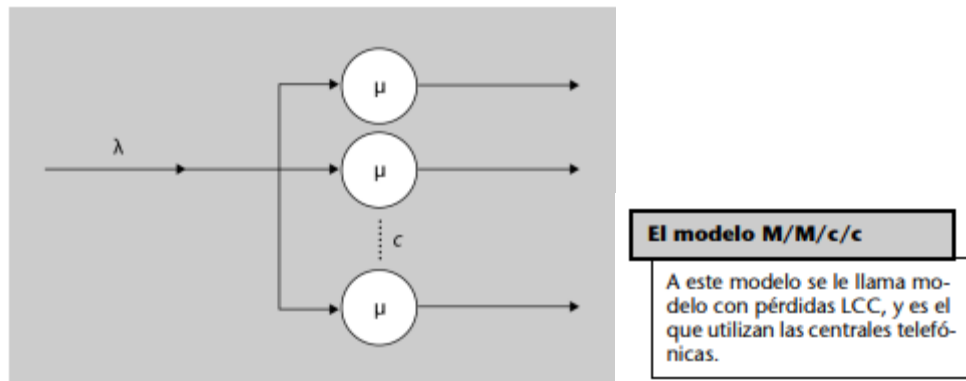 μ
λ
μ
c
μ
El modelo M/M/c/c
A este modelo se le llama mo-
delo con pérdidas LCC, y es el
que utilizan las centrales telefó-
nicas.